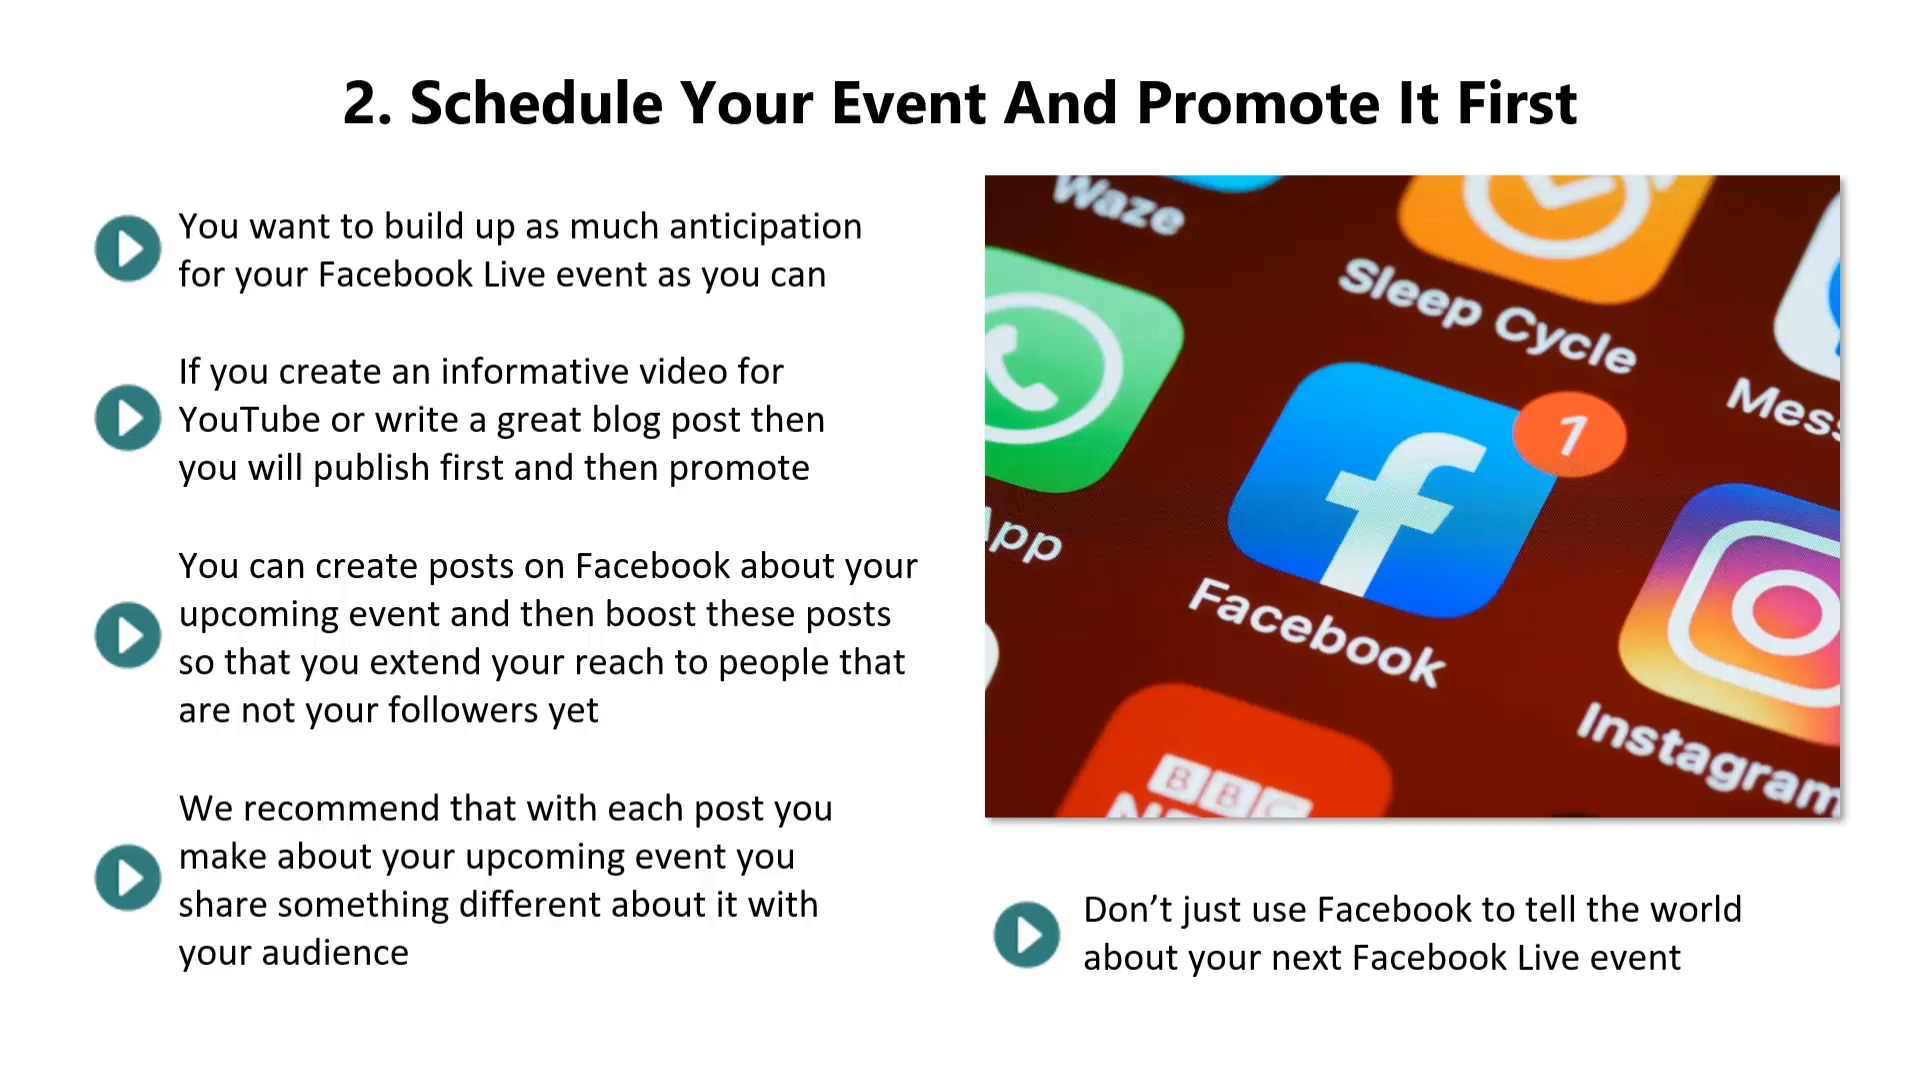 2. Schedule Your Event And Promote It First
You want to build up as much anticipation
for your Facebook Live event as you can
If you create an informative video for
YouTube or write a great blog post then
you will publish first and then promote
You can create posts on Facebook about your
upcoming event and then boost these posts
so that you extend your reach to people that
are not your followers yet
We recommend that with each post you
make about your upcoming event you
share something different about it with
your audience
Waze
Sleep Cycle
Mess
1
App
Facebook
Instagram
BBC
Don’t just use Facebook to tell the world
about your next Facebook Live event